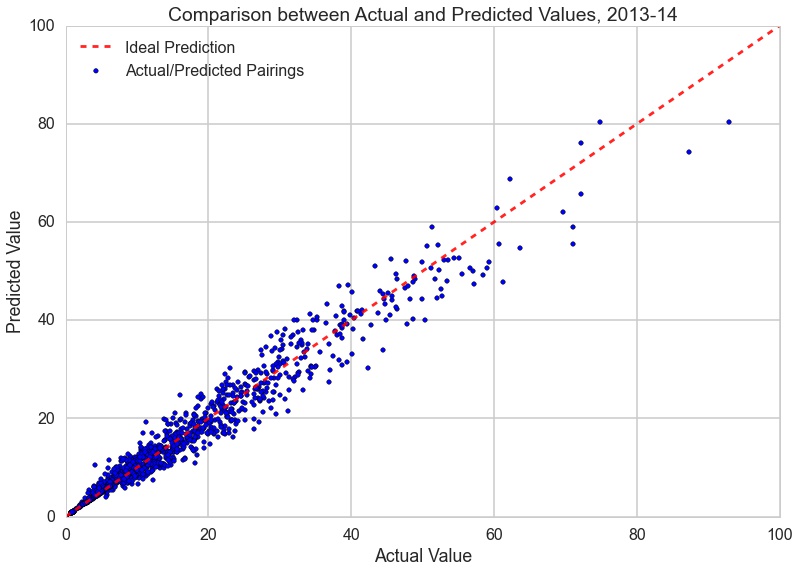 Comparison between Actual and Predicted Values, 2013-14
Ideal Prediction
Actual/Predicted Pairings
100
80
60
40
20
0
Predicted Value
0 20 40 60 80 100
Actual Value